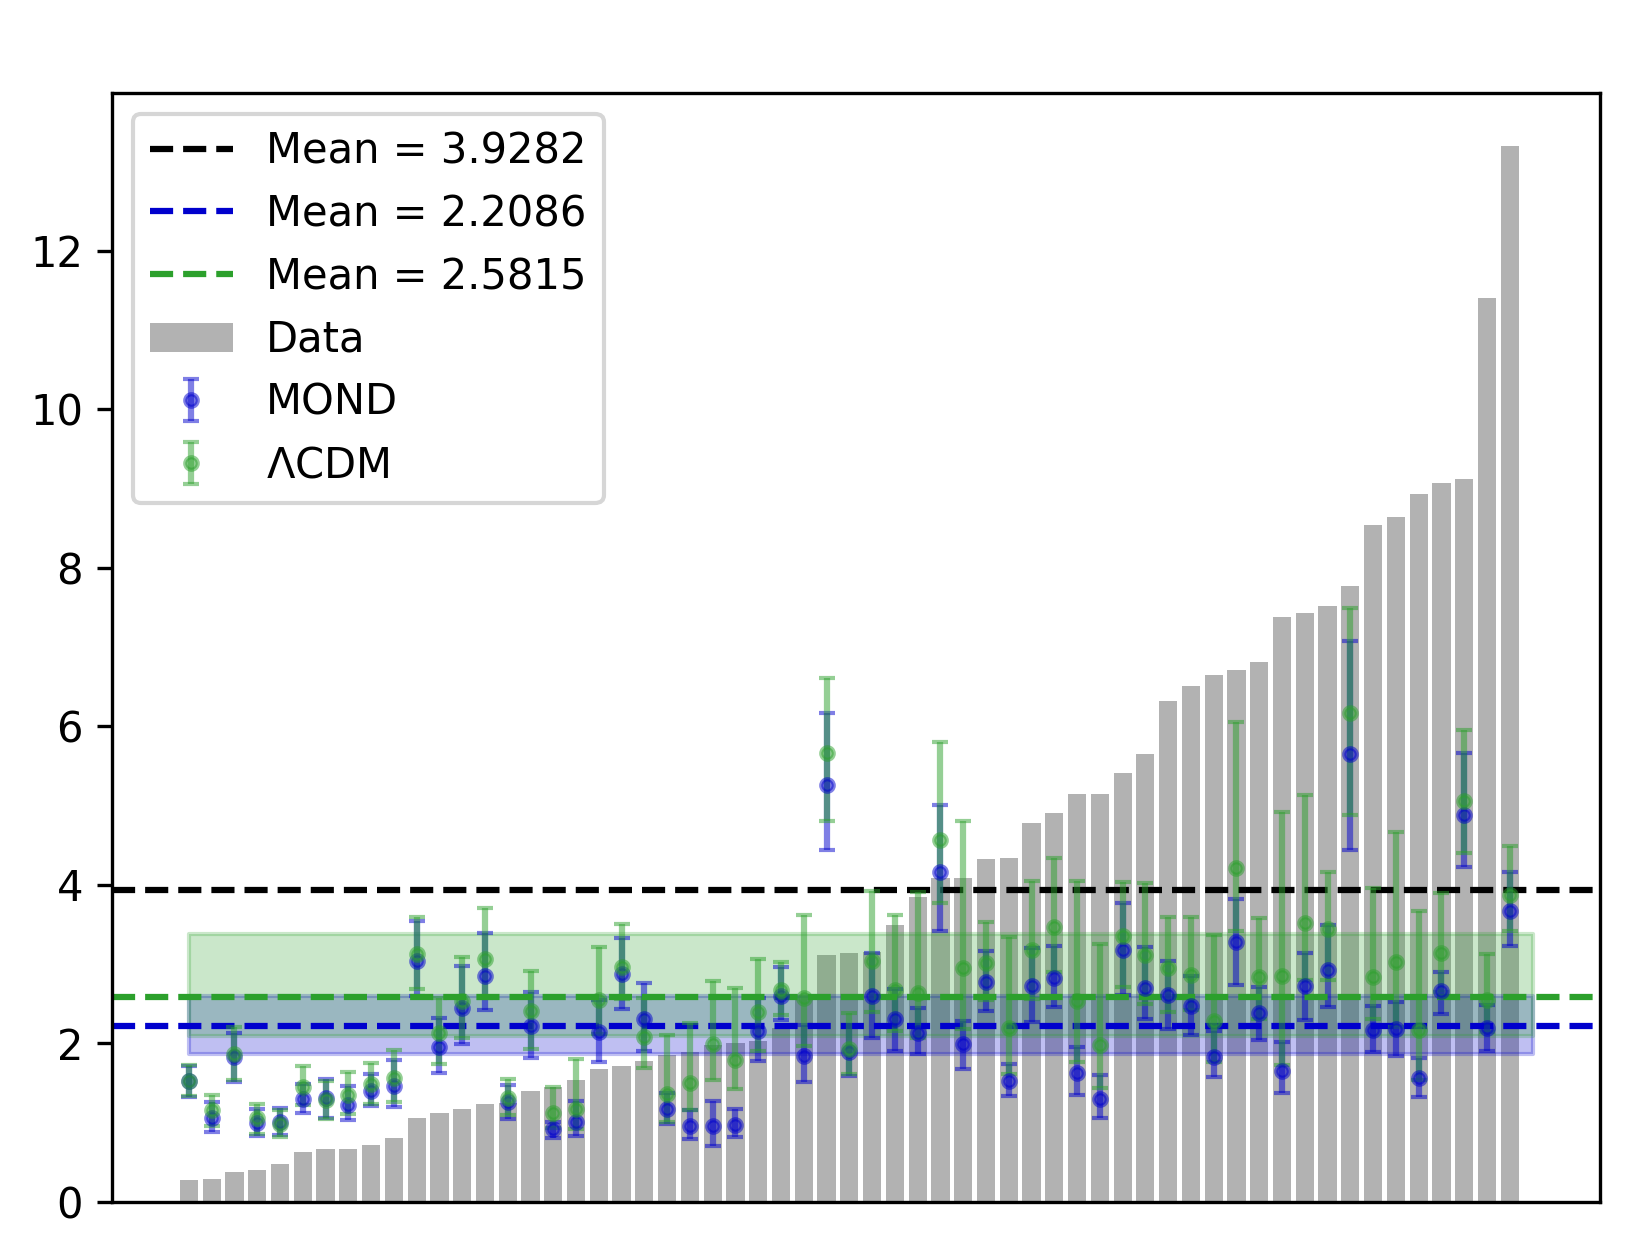 Mean = 3.9282
Mean = 2.2086
Mean = 2.5815
Data
MOND
ΛCDM
12
10
8
6
4
2
0